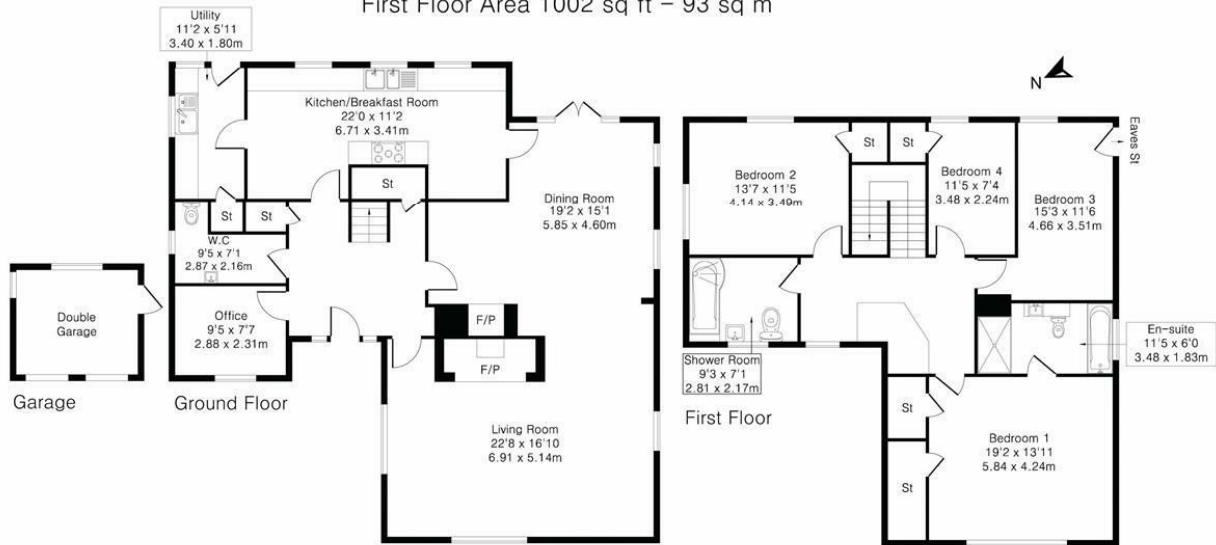 First Floor Area 1002 sq ft – 93 sq m
Utility
11'2 x 5'11
3.40 x 1.80m
Kitchen/Breakfast Room
22'0 x 11'2
6.71 x 3.41m
St
St
St
W.C
9'5 x 7'1
2.87 x 2.16m
Dining Room
19'2 x 15'1
5.85 x 4.60m
Office
9'5 x 7'7
2.88 x 2.31m
F/P
F/P
Living Room
22'8 x 16'10
6.91 x 5.14m
Double
Garage
Garage
Ground Floor
N
Eaves St
St
St
Bedroom 2
13'7 x 11'5
4.14 x 3.49m
Bedroom 4
11'5 x 7'4
3.48 x 2.24m
Bedroom 3
15'3 x 11'6
4.66 x 3.51m
En-suite
11'5 x 6'0
3.48 x 1.83m
Shower Room
9'3 x 7'1
2.81 x 2.17m
First Floor
St
St
Bedroom 1
19'2 x 13'11
5.84 x 4.24m